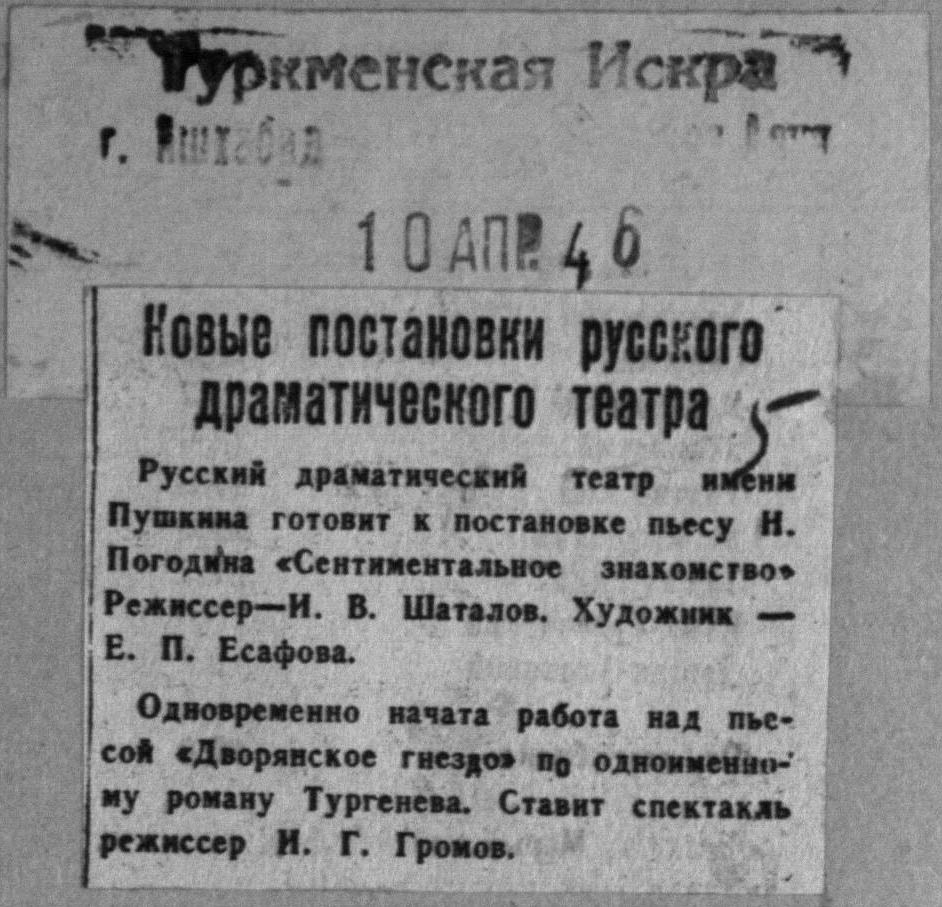 Туркменская Искра
г. Ашхабад
10 АПР. 46
Новые постановки русского
драматического театра
Русский драматический театр имени
Пушкина готовит к постановке пьесу Н.
Погодина «Сентиментальное знакомство»
Режиссер—И. В. Шаталов. Художник —
Е. П. Есафова.
Одновременно начата работа над пье-
сой «Дворянское гнездо» по одноименно-
му роману Тургенева. Ставит спектакль
режиссер И. Г. Громов.